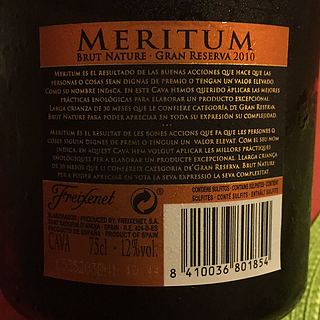 MERITUM
BRUT NATURE · GRAN RESERVA 2010
MERITUM ES EL RESULTADO DE LAS BUENAS ACCIONES QUE HACE QUE LAS
PERSONAS O COSAS SEAN DIGNAS DE PREMIO O TENGAN UN VALOR ELEVADO.
COMO SU NOMBRE INDICA, EN ESTE CAVA HEMOS QUERIDO APLICAR LAS MEJORES
PRÁCTICAS ENOLÓGICAS PARA ELABORAR UN PRODUCTO EXCEPCIONAL.
LARGA CRIANZA DE 30 MESES QUE LE CONFIERE CATEGORÍA DE GRAN RESERVA,
BRUT NATURE PARA PODER APRECIAR EN TODA SU EXPRESIÓN SU COMPLEJIDAD.
MERITUM ÉS EL RESULTAT DE LES BONES ACCIONS QUE FA QUE LES PERSONES O
COSES SIGUIN DIGNES DE PREMI O TINGUIN UN VALOR ELEVAT. COM EL SEU NOM
INDICA, EN AQUEST CAVA HEM VOLGUT APLICAR LES MILLORS PRÀCTIQUES
ENOLÒGIQUES PER A ELABORAR UN PRODUCTE EXCEPCIONAL. LLARGA CRIANÇA
DE 30 MESOS QUE LI CONFEREIX CATEGORIA DE GRAN RESERVA, BRUT NATURE,
PER A PODER APRECIAR EN TOTA LA SEVA EXPRESSIÓ LA SEVA COMPLEXITAT.
Freixenet
ELABORADO / PRODUCED BY: FREIXENET, S.A.
SANT SADURNÍ D'ANOIA - SPAIN
PRODUCTO DE ESPAÑA - PRODUCT OF SPAIN
CAVA 75cl · 12%vol.
CONTIENE SULFITOS - CONTAINS SULFITES
8 410036 801854